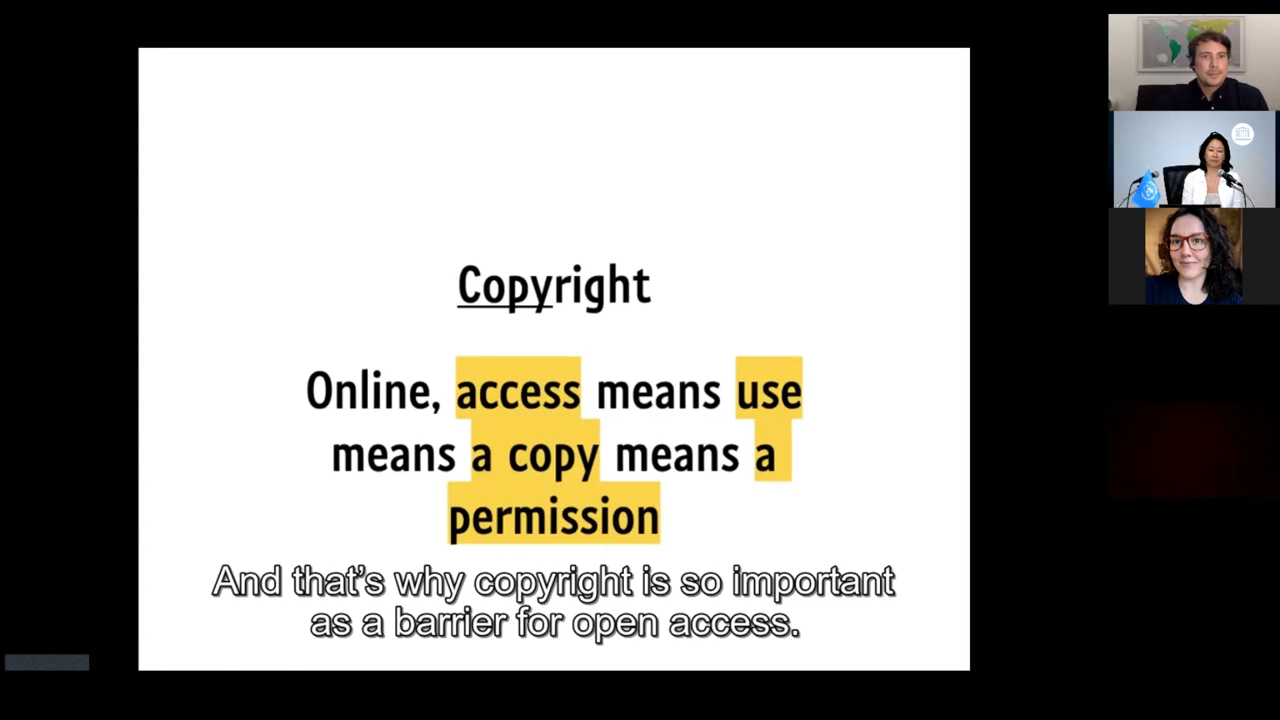 Copyright
Online, access means use
means a copy means a
permission
And that's why copyright is so important
as a barrier for open access.